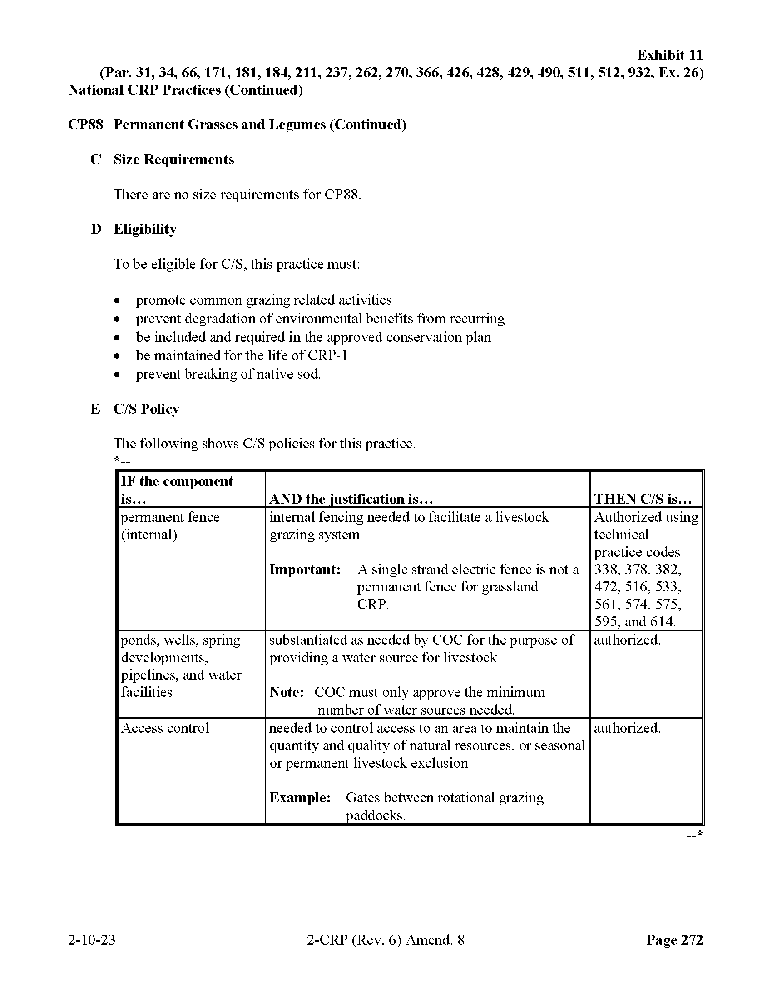 Exhibit 11
(Par. 31, 34, 66, 171, 181, 184, 211, 237, 262, 270, 366, 426, 428, 429, 490, 511, 512, 932, Ex. 26)
National CRP Practices (Continued)
CP88 Permanent Grasses and Legumes (Continued)
C Size Requirements
There are no size requirements for CP88.
D Eligibility
To be eligible for C/S, this practice must:
• promote common grazing related activities
• prevent degradation of environmental benefits from recurring
• be included and required in the approved conservation plan
• be maintained for the life of CRP-1
• prevent breaking of native sod.
E C/S Policy
The following shows C/S policies for this practice.
*--
IF the component
is…
AND the justification is…
THEN C/S is…
permanent fence
(internal)
internal fencing needed to facilitate a livestock
grazing system
Important: A single strand electric fence is not a
permanent fence for grassland
CRP.
Authorized using
technical
practice codes
338, 378, 382,
472, 516, 533,
561, 574, 575,
595, and 614.
ponds, wells, spring
developments,
pipelines, and water
facilities
substantiated as needed by COC for the purpose of
providing a water source for livestock
Note: COC must only approve the minimum
number of water sources needed.
authorized.
Access control
needed to control access to an area to maintain the
quantity and quality of natural resources, or seasonal
or permanent livestock exclusion
Example: Gates between rotational grazing
paddocks.
authorized.
--*
2-10-23 2-CRP (Rev. 6) Amend. 8 Page 272